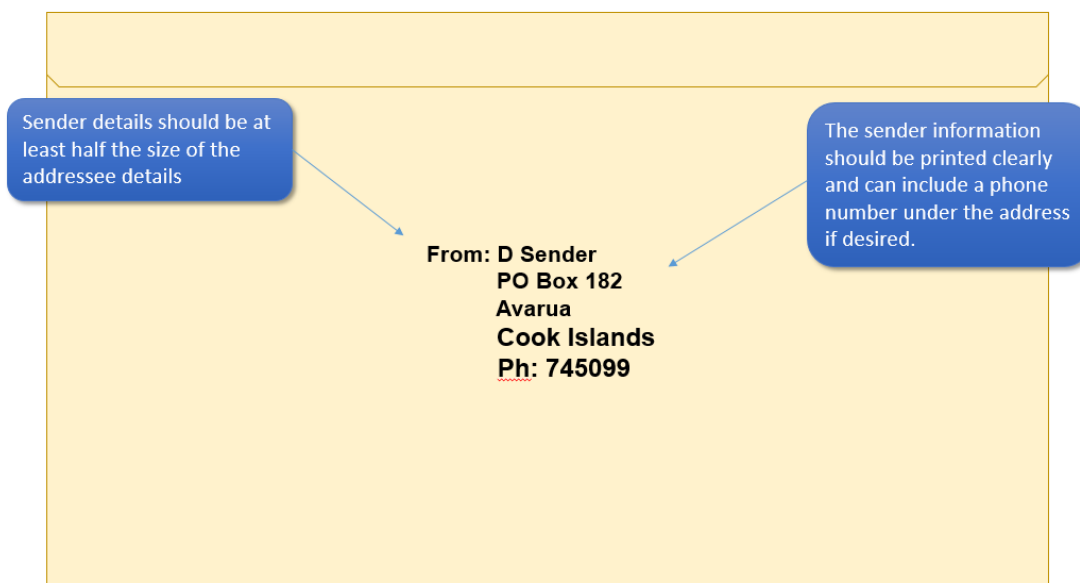 Sender details should be at
least half the size of the
addressee details
The sender information
should be printed clearly
and can include a phone
number under the address
if desired.
From: D Sender
PO Box 182
Avarua
Cook Islands
Ph: 745099